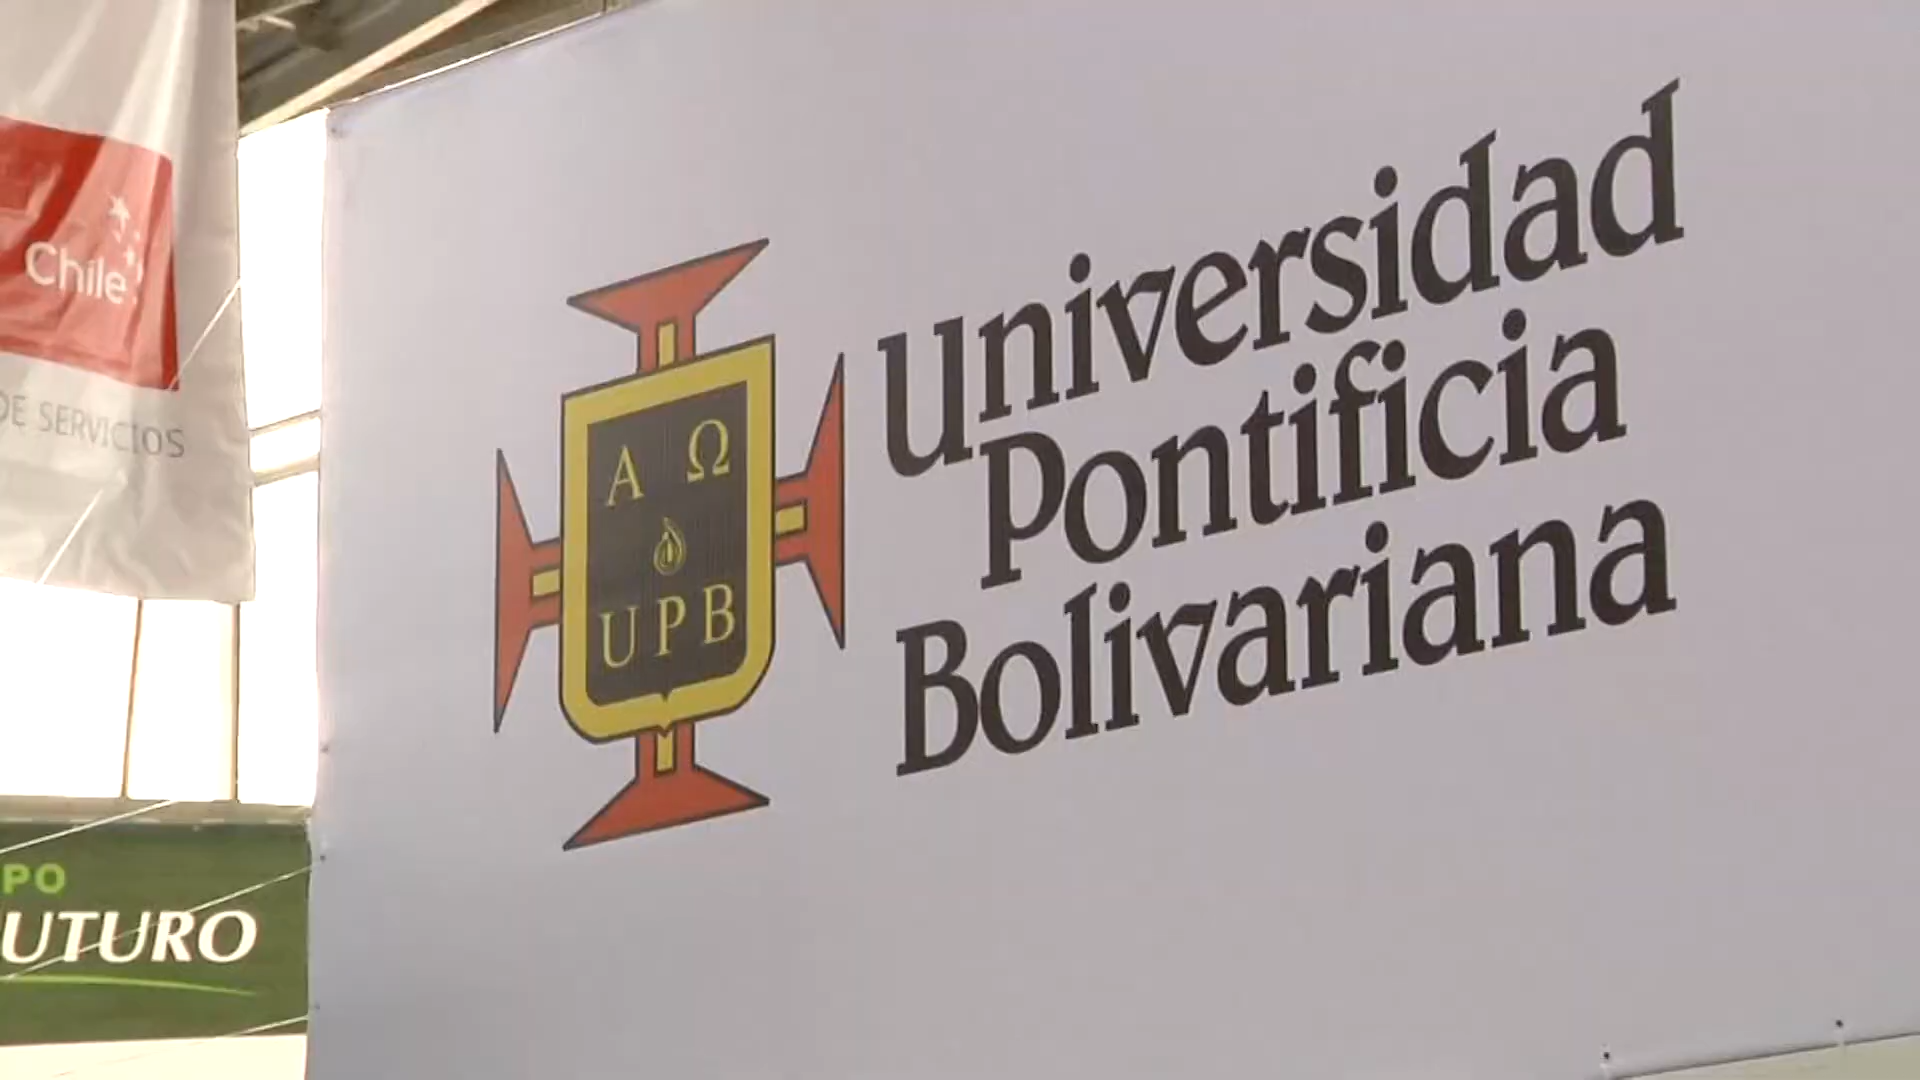 Chile
DE SERVICIOS
PO
UTURO
Α Ω
UPB
Universidad
Pontificia
Bolivariana